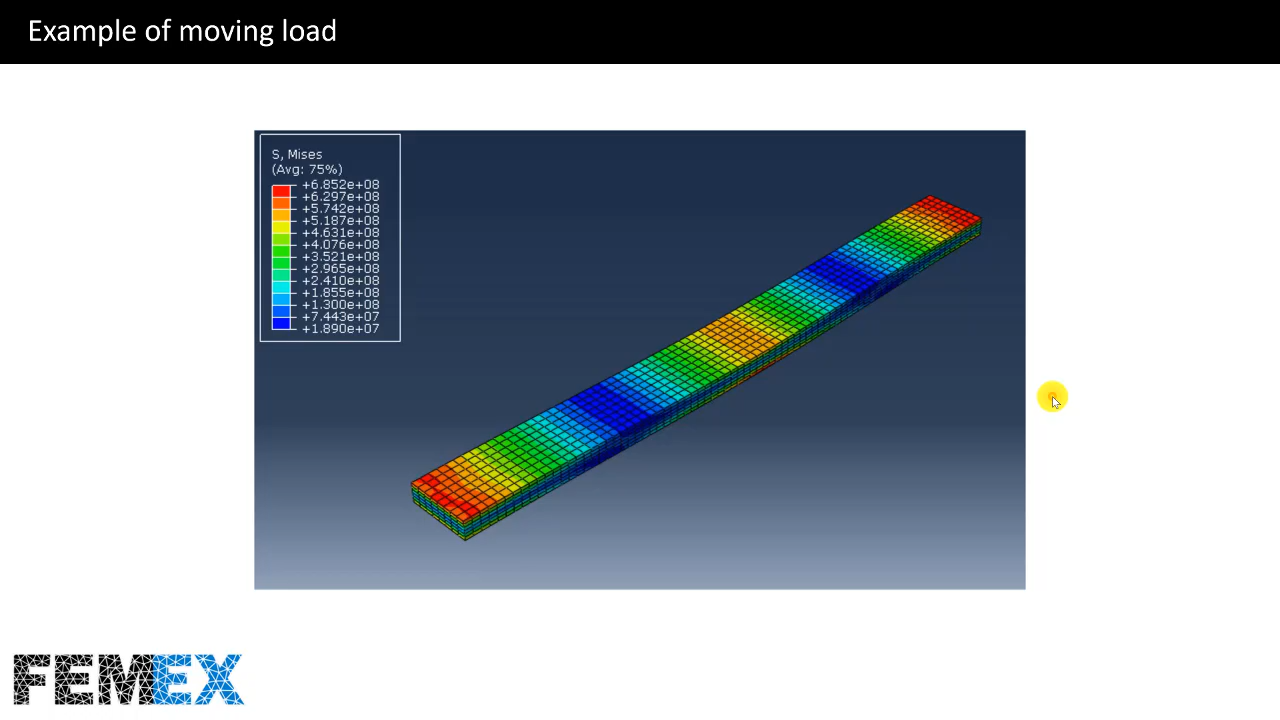 Example of moving load
S, Mises
(Avg: 75%)
+6.852e+08
+6.297e+08
+5.742e+08
+5.187e+08
+4.631e+08
+4.076e+08
+3.521e+08
+2.965e+08
+2.410e+08
+1.855e+08
+1.300e+08
+7.443e+07
+1.890e+07
FEMEX